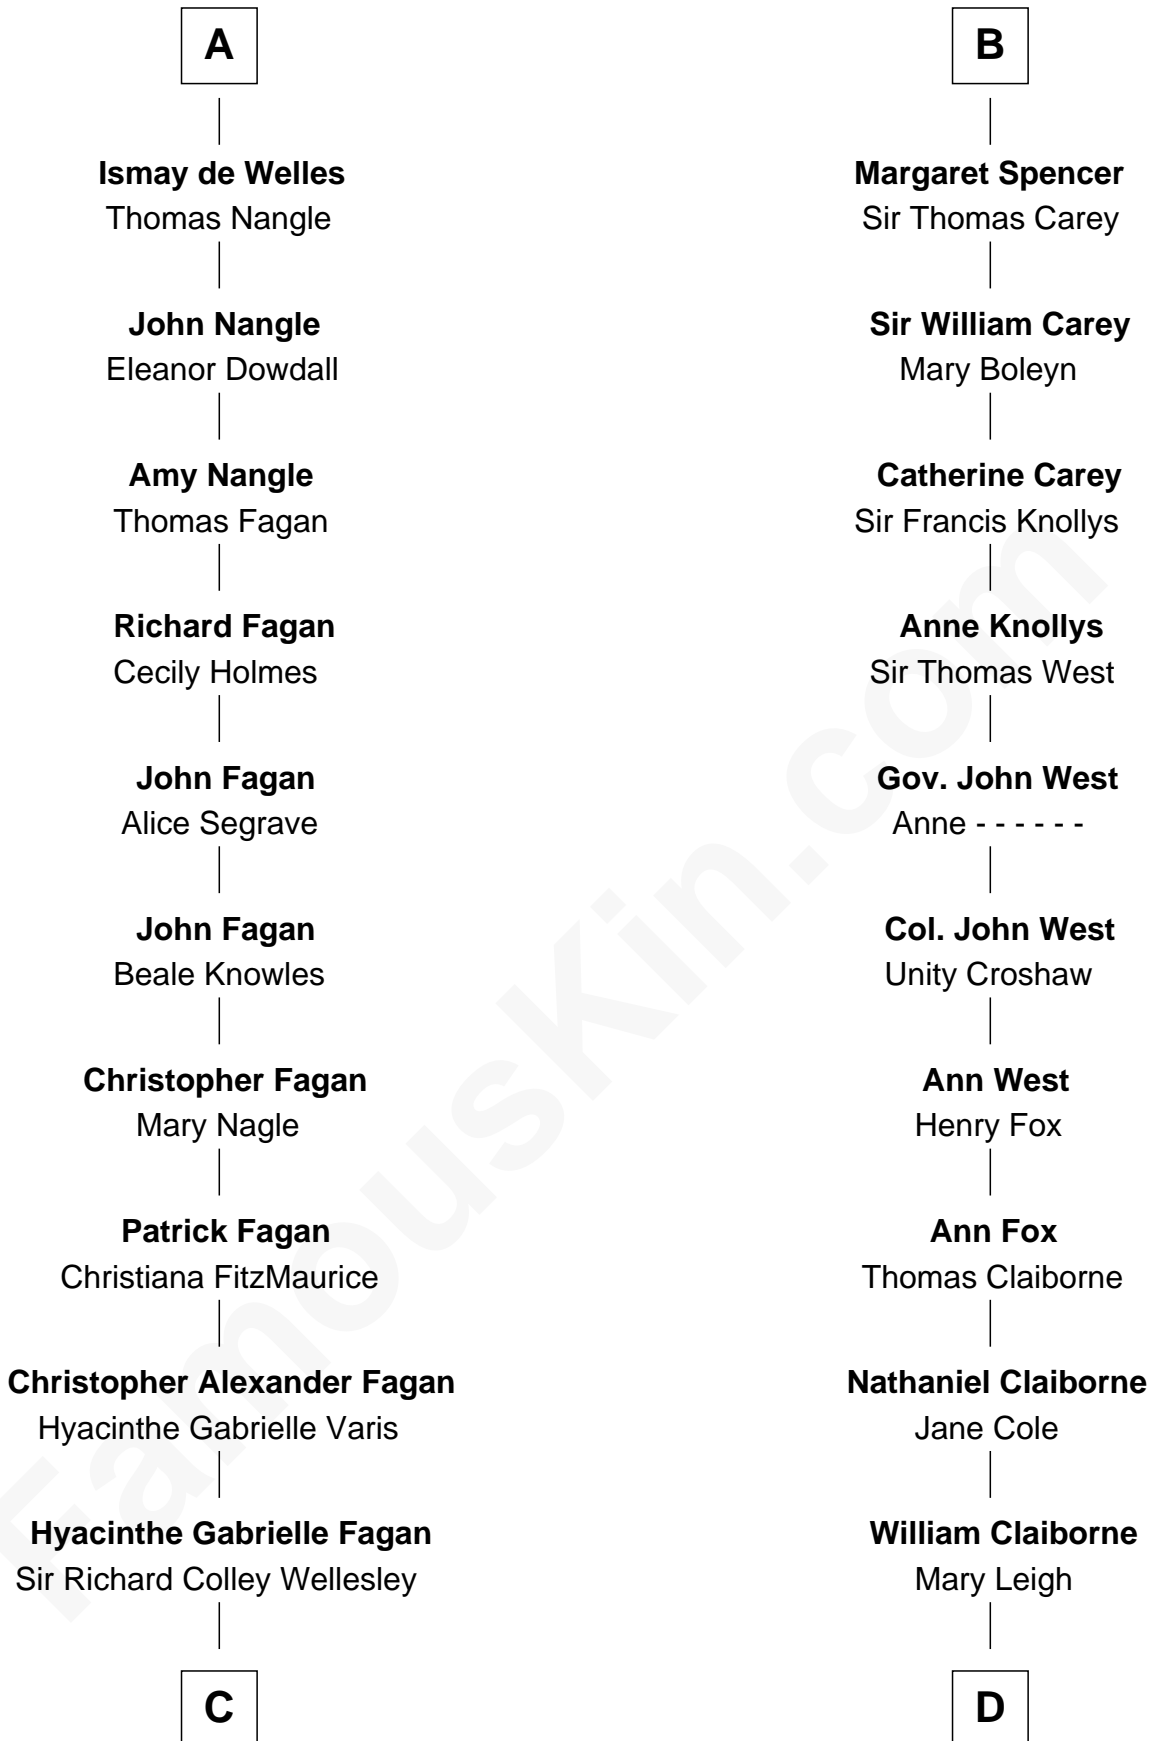 A
Ismay de Welles
Thomas Nangle
John Nangle
Eleanor Dowdall
Amy Nangle
Thomas Fagan
Richard Fagan
Cecily Holmes
John Fagan
Alice Segrave
John Fagan
Beale Knowles
Christopher Fagan
Mary Nagle
Patrick Fagan
Christiana FitzMaurice
Christopher Alexander Fagan
Hyacinthe Gabrielle Varis
Hyacinthe Gabrielle Fagan
Sir Richard Colley Wellesley
C
B
Margaret Spencer
Sir Thomas Carey
Sir William Carey
Mary Boleyn
Catherine Carey
Sir Francis Knollys
Anne Knollys
Sir Thomas West
Gov. John West
Anne - - - - - -
Col. John West
Unity Croshaw
Ann West
Henry Fox
Ann Fox
Thomas Claiborne
Nathaniel Claiborne
Jane Cole
William Claiborne
Mary Leigh
D
FamousKin.com